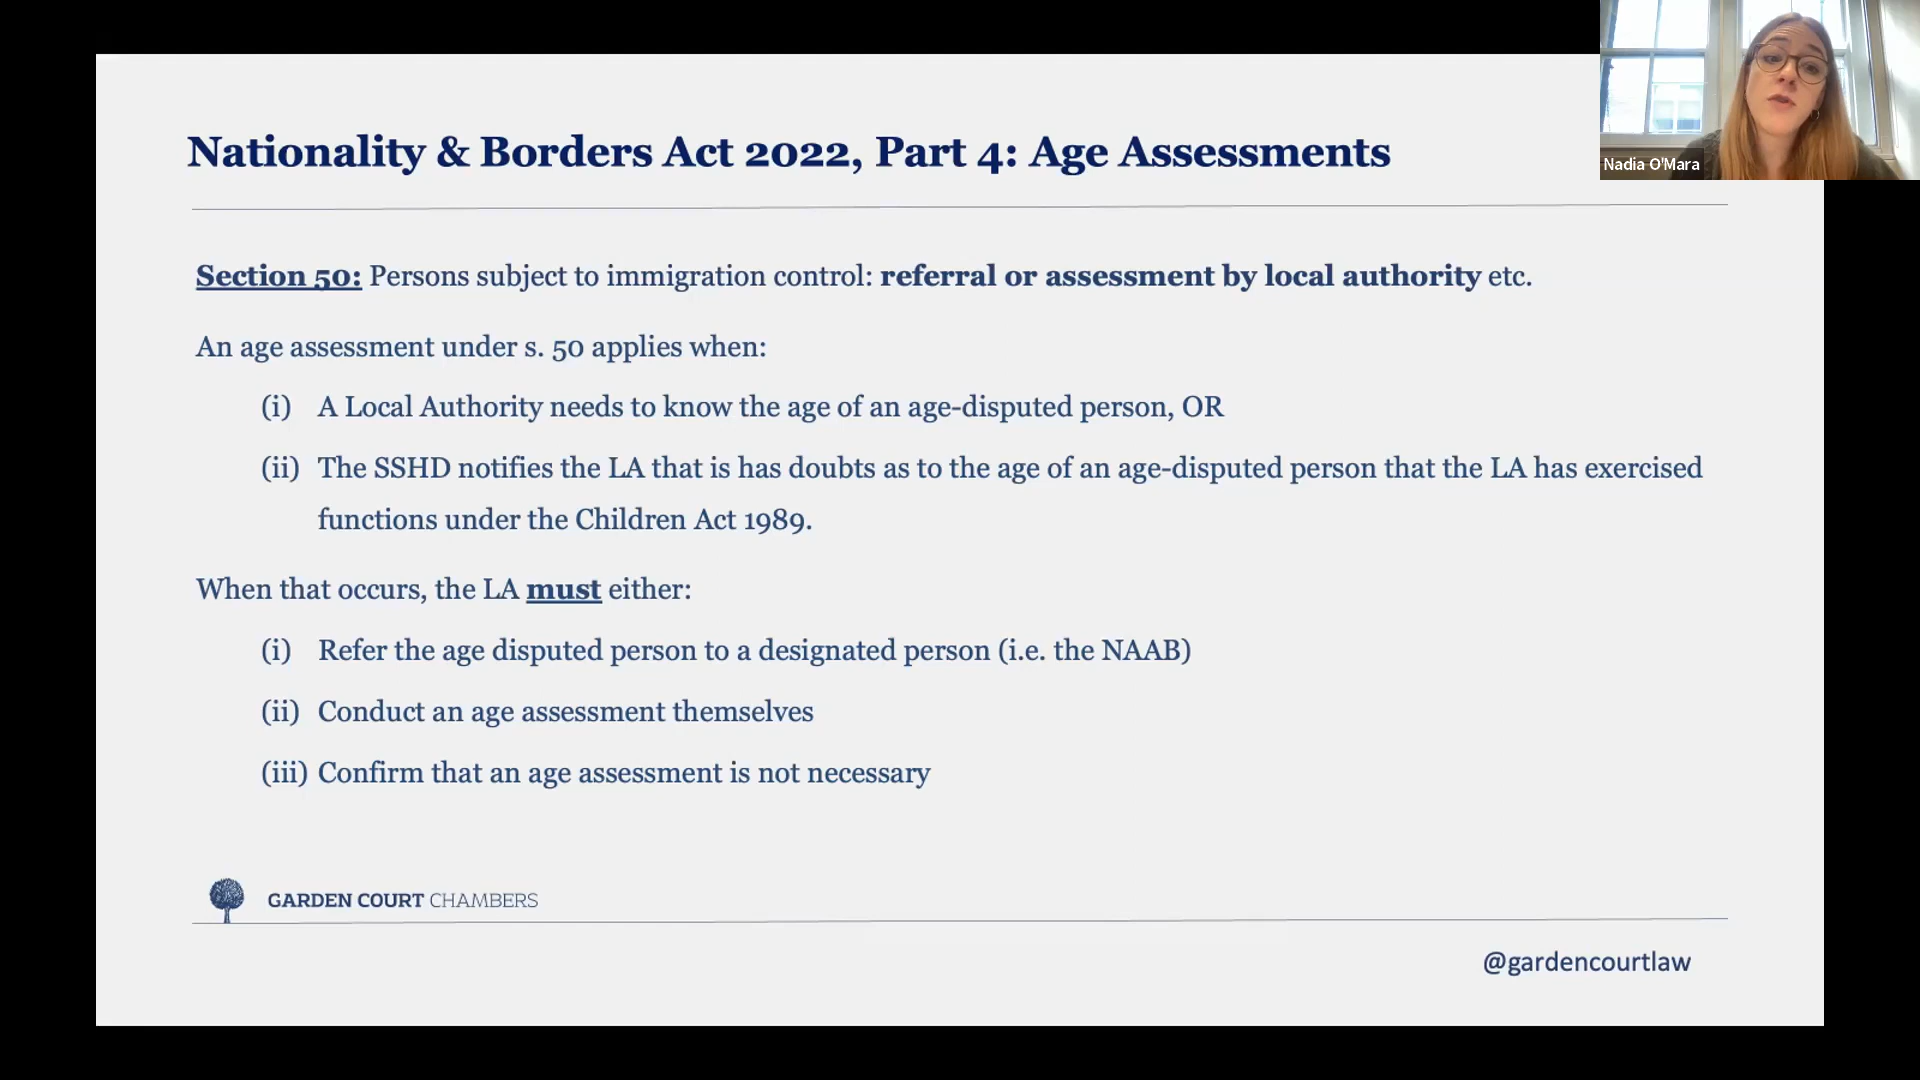 Nationality & Borders Act 2022, Part 4: Age Assessments
Nadia O'Mara
Section 50: Persons subject to immigration control: referral or assessment by local authority etc.
An age assessment under s. 50 applies when:
(i) A Local Authority needs to know the age of an age-disputed person, OR
(ii) The SSHD notifies the LA that is has doubts as to the age of an age-disputed person that the LA has exercised
functions under the Children Act 1989.
When that occurs, the LA must either:
(i) Refer the age disputed person to a designated person (i.e. the NAAB)
(ii) Conduct an age assessment themselves
(iii) Confirm that an age assessment is not necessary
GARDEN COURT CHAMBERS
@gardencourtlaw